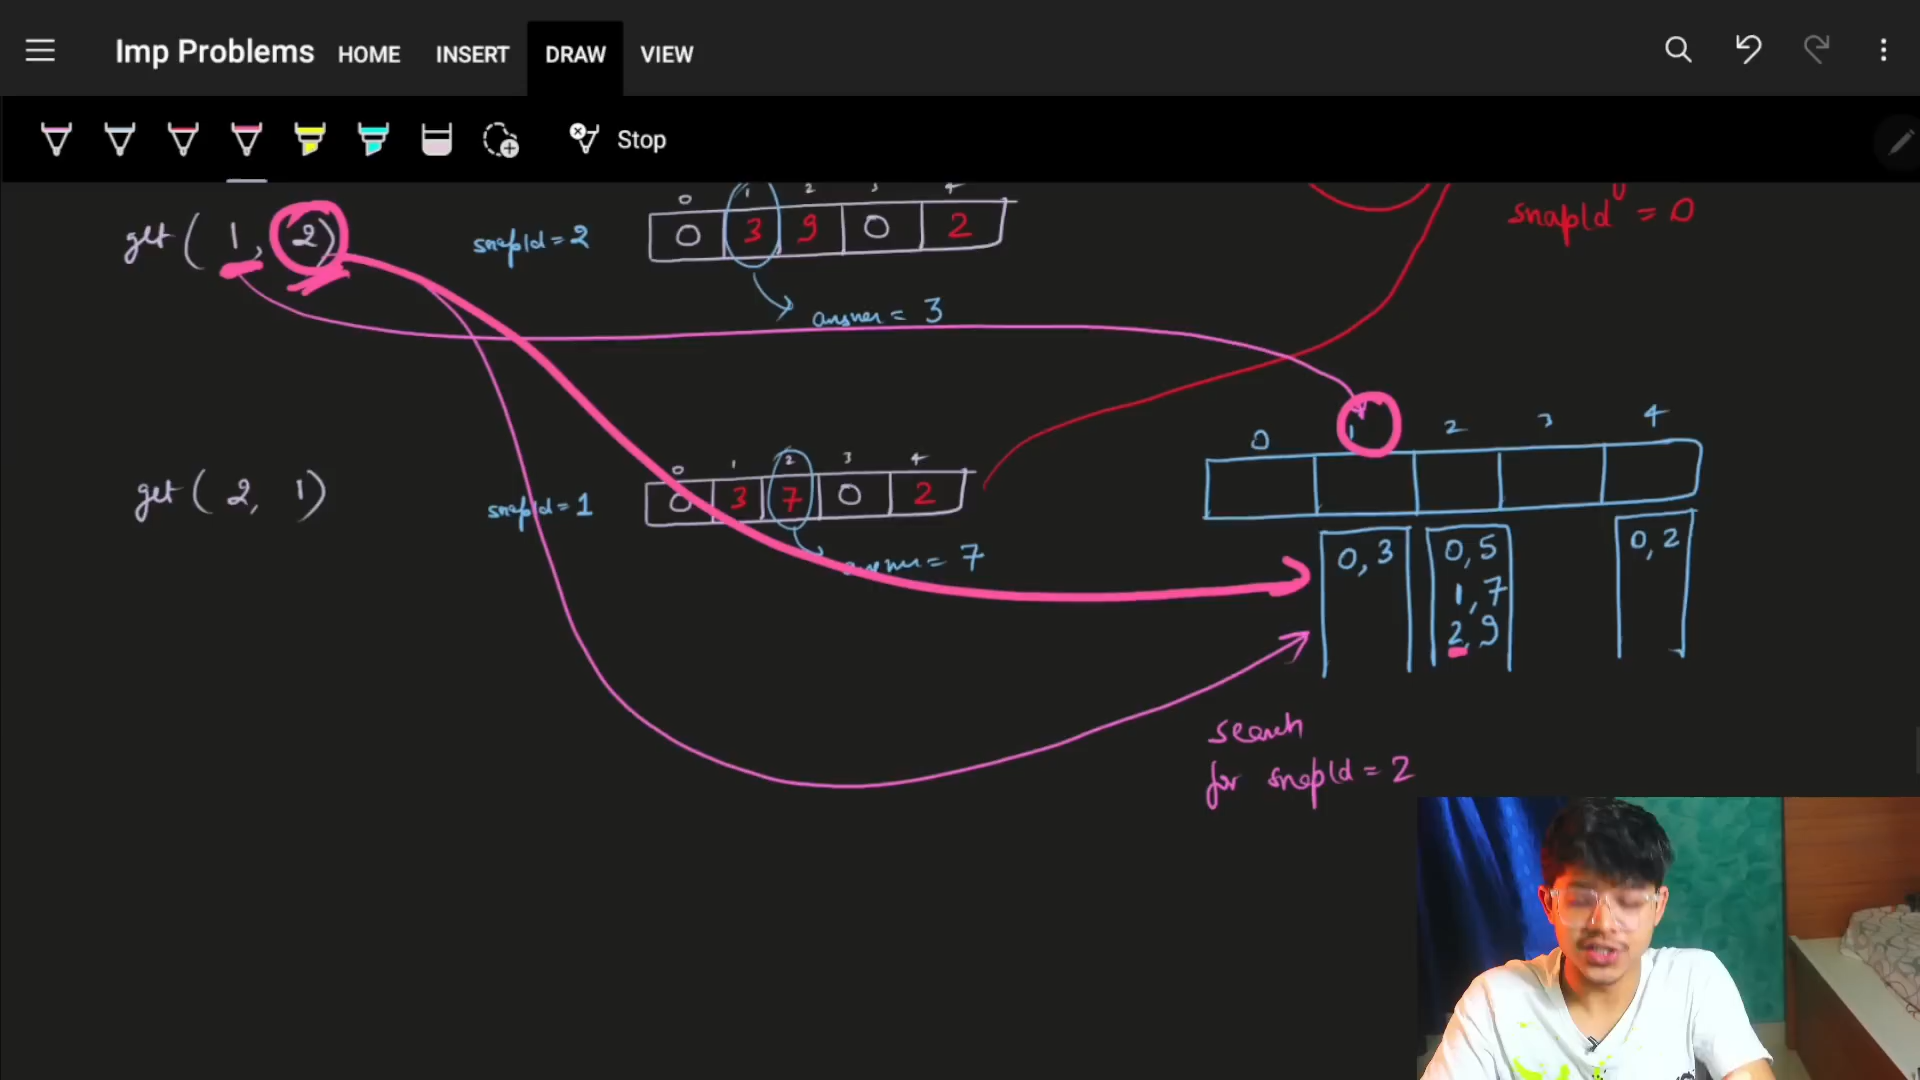 Imp Problems HOME INSERT DRAW VIEW
Stop
0 1 2 3 4
get ( 1, 2) snapId = 2 0 3 9 0 2
snapId = 0
answer = 3
0 1 2 3 4
0 1 2 3 4
get ( 2, 1) snapId = 1 0 3 7 0 2
answer = 7
0, 3 0, 5 0, 2
1, 7
2, 9
search
for snapId = 2